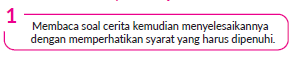 1
Membaca soal cerita kemudian menyelesaikannya
dengan memperhatikan syarat yang harus dipenuhi.